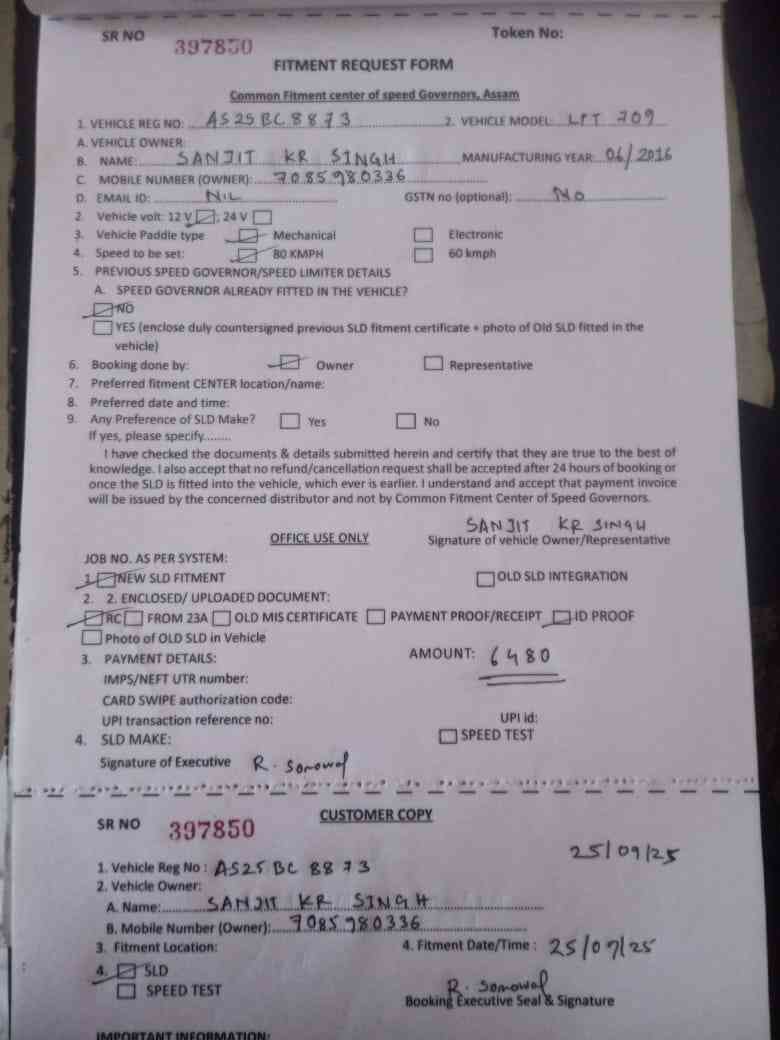 SR NO 397850 Token No:
FITMENT REQUEST FORM
Common Fitment center of speed Governors, Assam
1. VEHICLE REG NO: AS25BC8873 2. VEHICLE MODEL: LPT 709
A. VEHICLE OWNER:
B. NAME: SANJIT KR SINGH MANUFACTURING YEAR: 06/2016
C. MOBILE NUMBER (OWNER): 7085980336
D. EMAIL ID: NIL GSTN no (optional): NO
2. Vehicle volt: 12 V ; 24 V
3. Vehicle Paddle type Mechanical Electronic
4. Speed to be set: 80 KMPH 60 kmph
5. PREVIOUS SPEED GOVERNOR/SPEED LIMITER DETAILS
A. SPEED GOVERNOR ALREADY FITTED IN THE VEHICLE?
NO
YES (enclose duly countersigned previous SLD fitment certificate + photo of Old SLD fitted in the
vehicle)
6. Booking done by: Owner Representative
7. Preferred fitment CENTER location/name:
8. Preferred date and time:
9. Any Preference of SLD Make? Yes No
If yes, please specify........
I have checked the documents & details submitted herein and certify that they are true to the best of
knowledge. I also accept that no refund/cancellation request shall be accepted after 24 hours of booking or
once the SLD is fitted into the vehicle, which ever is earlier. I understand and accept that payment invoice
will be issued by the concerned distributor and not by Common Fitment Center of Speed Governors.
SANJIT KR SINGH
OFFICE USE ONLY Signature of vehicle Owner/Representative
JOB NO. AS PER SYSTEM:
1. NEW SLD FITMENT OLD SLD INTEGRATION
2. 2. ENCLOSED/ UPLOADED DOCUMENT:
RC FROM 23A OLD MIS CERTIFICATE PAYMENT PROOF/RECEIPT ID PROOF
Photo of OLD SLD in Vehicle
3. PAYMENT DETAILS: AMOUNT: 6480
IMPS/NEFT UTR number:
CARD SWIPE authorization code:
UPI transaction reference no: UPI id:
4. SLD MAKE: SPEED TEST
Signature of Executive R. Sonowal
CUSTOMER COPY
SR NO 397850
25/09/25
1. Vehicle Reg No : AS25 BC 8873
2. Vehicle Owner:
A. Name: SANJIT KR SINGH
B. Mobile Number (Owner): 7085980336
3. Fitment Location: 4. Fitment Date/Time : 25/09/25
4. SLD
SPEED TEST R. Sonowal
Booking Executive Seal & Signature
IMPORTANT INFORMATION: